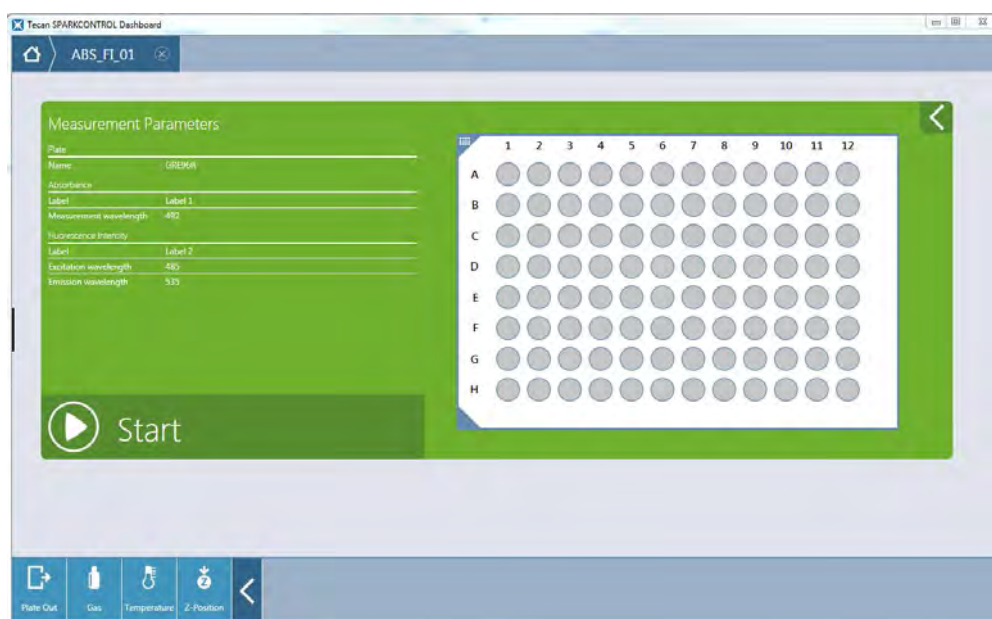 Tecan SPARKCONTROL Dashboard
ABS_FI_01
Measurement Parameters
Plate
Name GRE96ft
Absorbance
Label Label 1
Measurement wavelength 492
Fluorescence Intensity
Label Label 2
Excitation wavelength 485
Emission wavelength 535
Start
1 2 3 4 5 6 7 8 9 10 11 12
A
B
C
D
E
F
G
H
Plate Out Gas Temperature Z-Position
Z